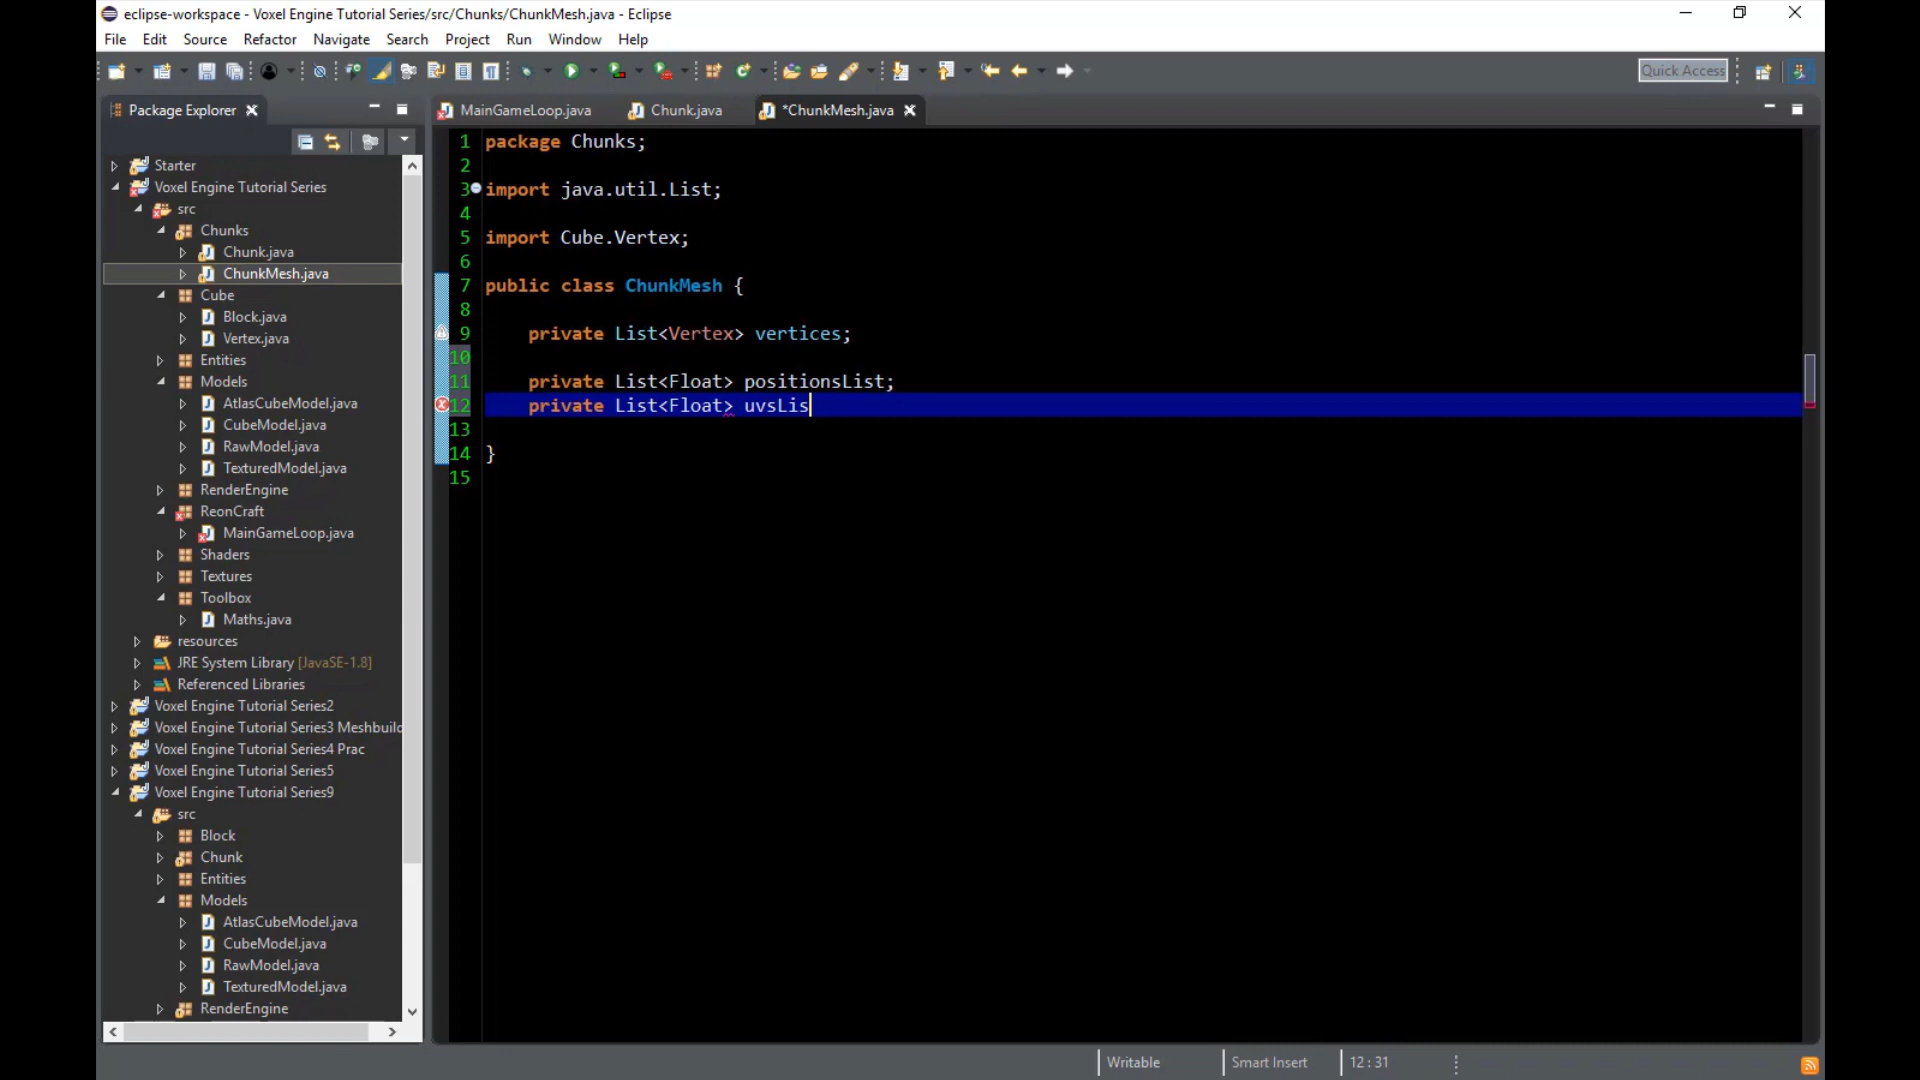 eclipse-workspace - Voxel Engine Tutorial Series/src/Chunks/ChunkMesh.java - Eclipse
File Edit Source Refactor Navigate Search Project Run Window Help
Quick Access
Package Explorer
MainGameLoop.java Chunk.java *ChunkMesh.java
Starter
Voxel Engine Tutorial Series
src
Chunks
Chunk.java
ChunkMesh.java
Cube
Block.java
Vertex.java
Entities
Models
AtlasCubeModel.java
CubeModel.java
RawModel.java
TexturedModel.java
RenderEngine
ReonCraft
MainGameLoop.java
Shaders
Textures
Toolbox
Maths.java
resources
JRE System Library [JavaSE-1.8]
Referenced Libraries
Voxel Engine Tutorial Series2
Voxel Engine Tutorial Series3 Meshbuild
Voxel Engine Tutorial Series4 Prac
Voxel Engine Tutorial Series5
Voxel Engine Tutorial Series9
src
Block
Chunk
Entities
Models
AtlasCubeModel.java
CubeModel.java
RawModel.java
TexturedModel.java
RenderEngine
1 package Chunks;
2
3 import java.util.List;
4
5 import Cube.Vertex;
6
7 public class ChunkMesh {
8
9 private List<Vertex> vertices;
10
11 private List<Float> positionsList;
12 private List<Float> uvsLis
13
14 }
15
Writable Smart Insert 12 : 31